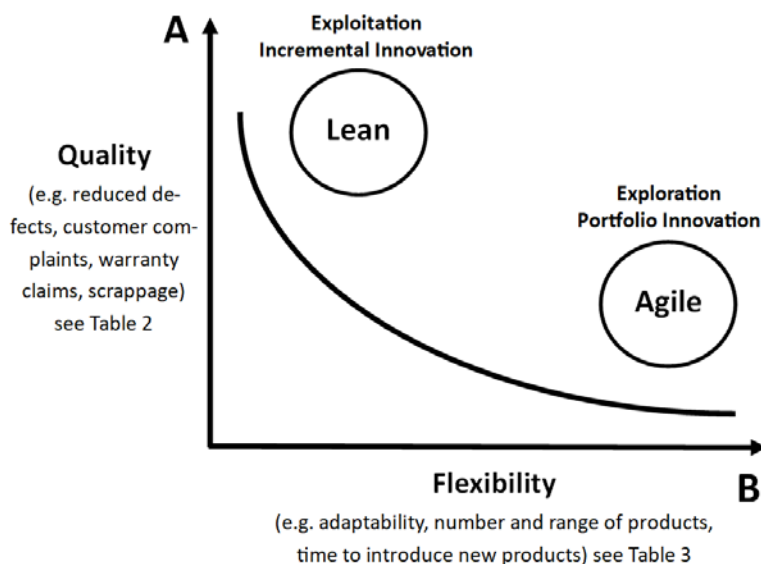 A
Exploitation
Incremental Innovation
Lean
Quality
(e.g. reduced de-
fects, customer com-
plaints, warranty
claims, scrappage)
see Table 2
Exploration
Portfolio Innovation
Agile
Flexibility
B
(e.g. adaptability, number and range of products,
time to introduce new products) see Table 3